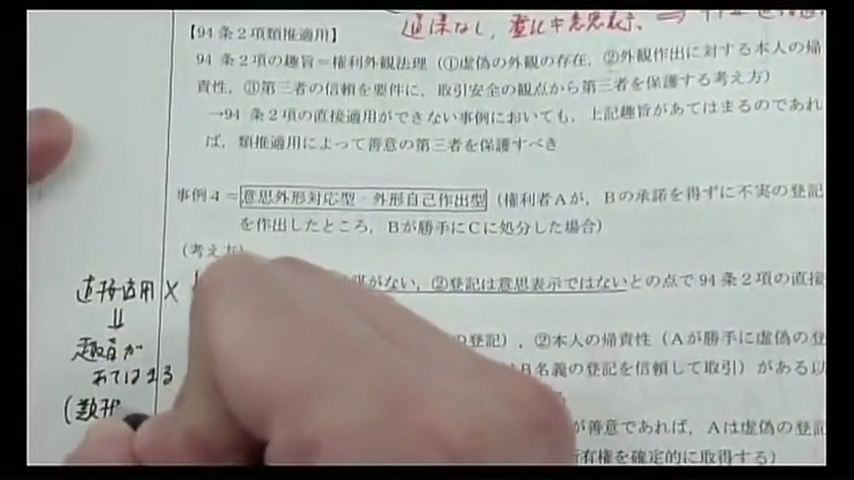 通謀なし, 登記≠意思表示.
【94条2項類推適用】
94条2項の趣旨=権利外観法理(①虚偽の外観の存在, ②外観作出に対する本人の帰
責性, ③第三者の信頼を要件に, 取引安全の観点から第三者を保護する考え方)
→94条2項の直接適用ができない事例においても, 上記趣旨があてはまるのであれ
ば, 類推適用によって善意の第三者を保護すべき
事例4=意思外形対応型・外形自己作出型(権利者Aが, Bの承諾を得ずに不実の登記
を作出したところ, Bが勝手にCに処分した場合)
(考え方)
直接適用×
がない, ②登記は意思表示ではないとの点で94条2項の直接
⇓
の登記), ②本人の帰責性(Aが勝手に虚偽の登
趣旨が
あてはまる
B名義の登記を信頼して取引)がある以
が善意であれば, Aは虚偽の登記
有権を確定的に取得する)